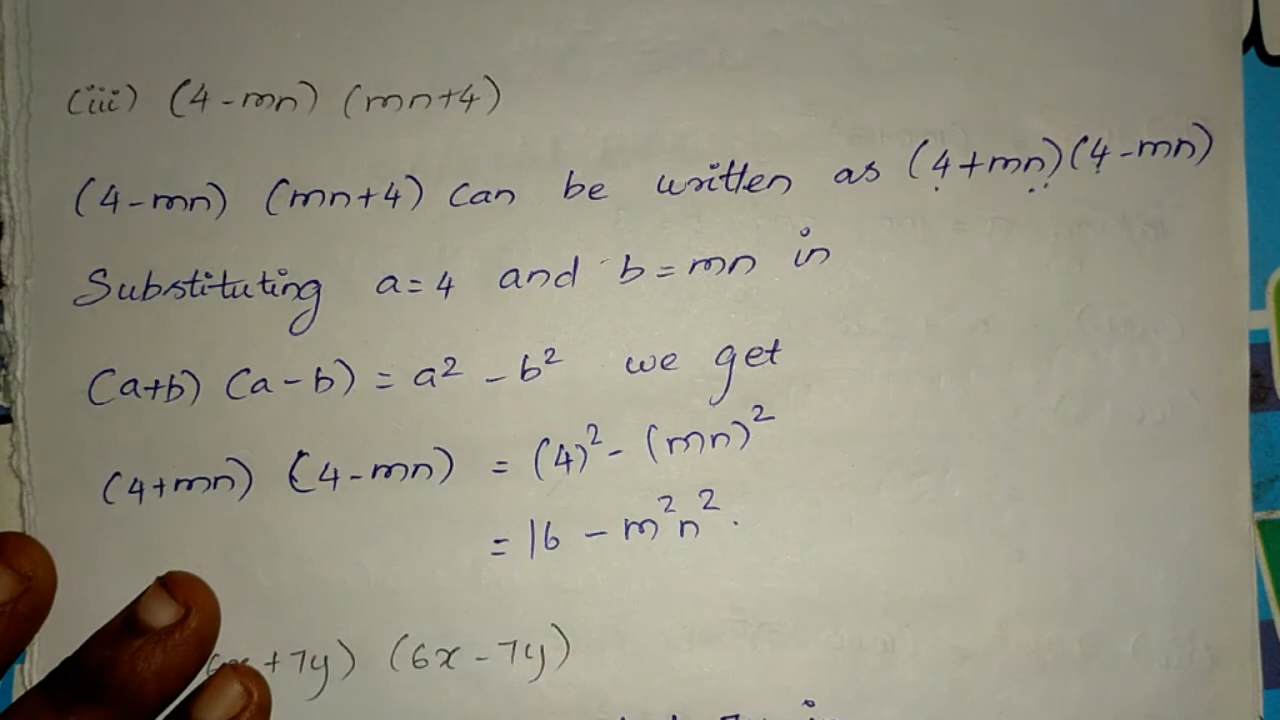 (iii) (4-mn) (mn+4)
(4-mn) (mn+4) can be written as (4+mn)(4-mn)
Substituting a=4 and b=mn in
(a+b) (a-b) = a² - b² we get
(4+mn) (4-mn) = (4)² - (mn)²
= 16 - m²n².
+7y) (6x-7y)
in